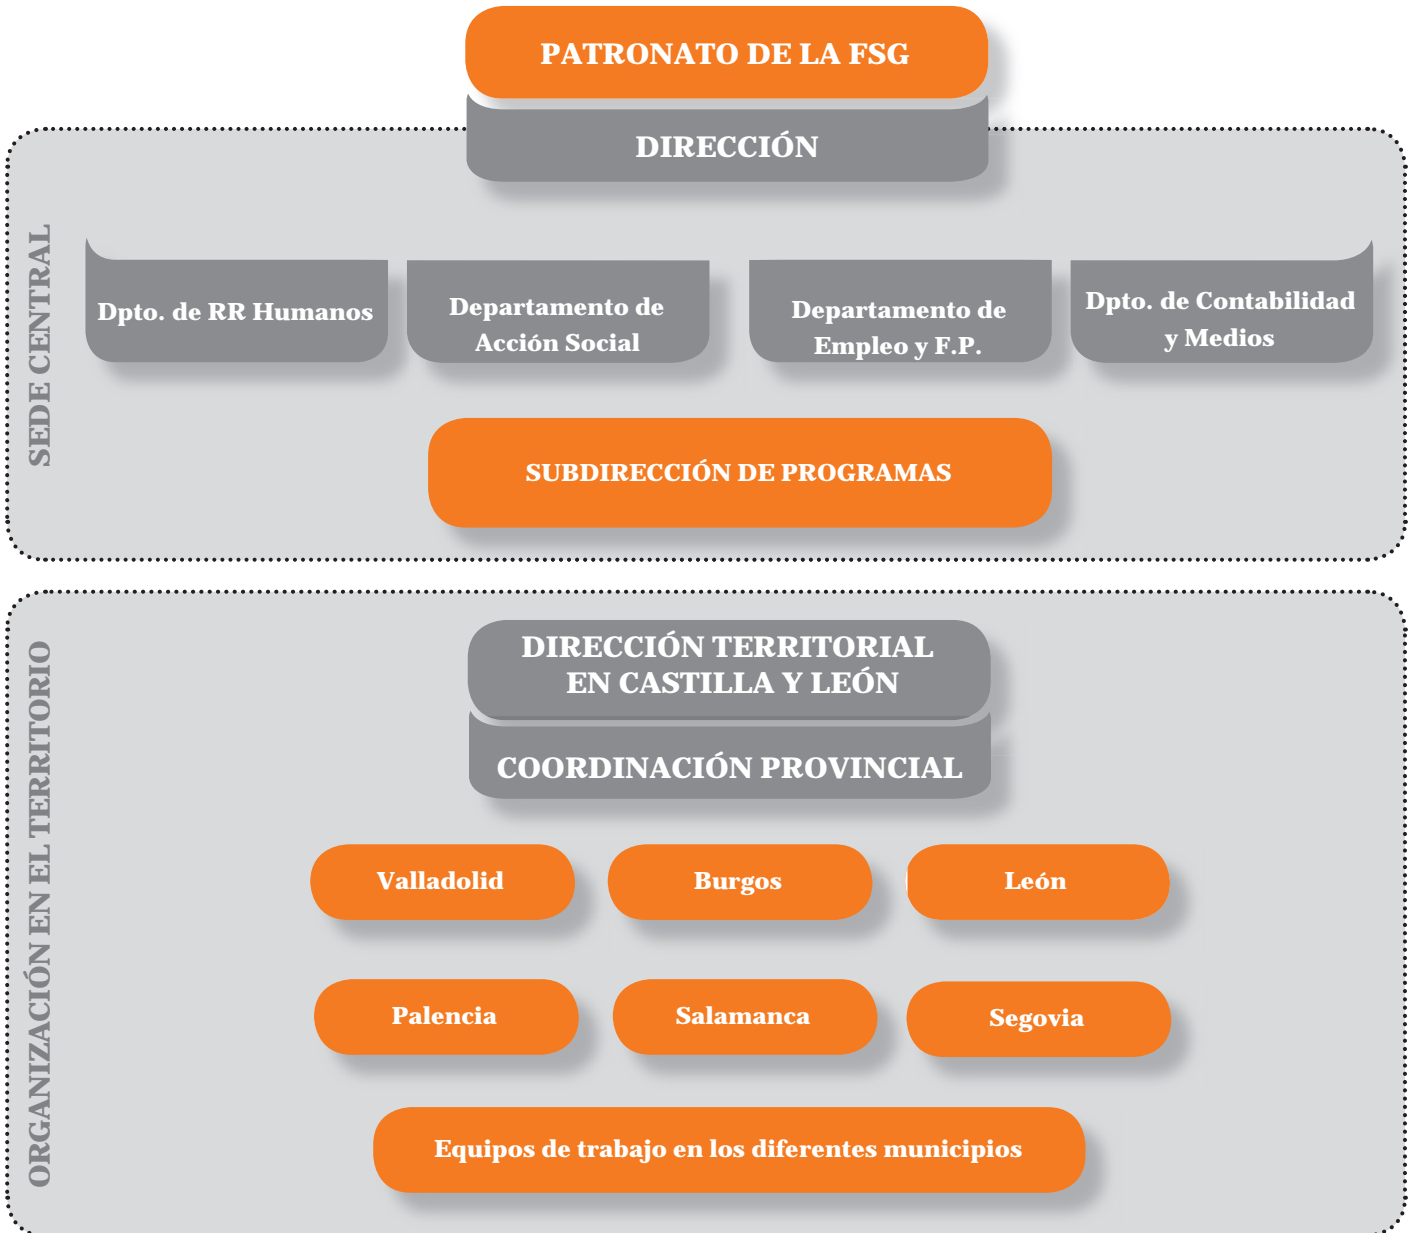 PATRONATO DE LA FSG
DIRECCIÓN
SEDE CENTRAL
Dpto. de RR Humanos
Departamento de
Acción Social
Departamento de
Empleo y F.P.
Dpto. de Contabilidad
y Medios
SUBDIRECCIÓN DE PROGRAMAS
ORGANIZACIÓN EN EL TERRITORIO
DIRECCIÓN TERRITORIAL
EN CASTILLA Y LEÓN
COORDINACIÓN PROVINCIAL
Valladolid
Burgos
León
Palencia
Salamanca
Segovia
Equipos de trabajo en los diferentes municipios